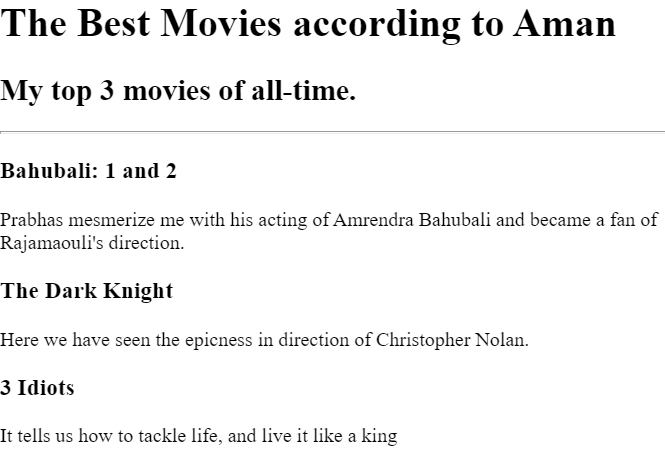 The Best Movies according to Aman
My top 3 movies of all-time.
Bahubali: 1 and 2
Prabhas mesmerize me with his acting of Amrendra Bahubali and became a fan of
Rajamaouli's direction.
The Dark Knight
Here we have seen the epicness in direction of Christopher Nolan.
3 Idiots
It tells us how to tackle life, and live it like a king